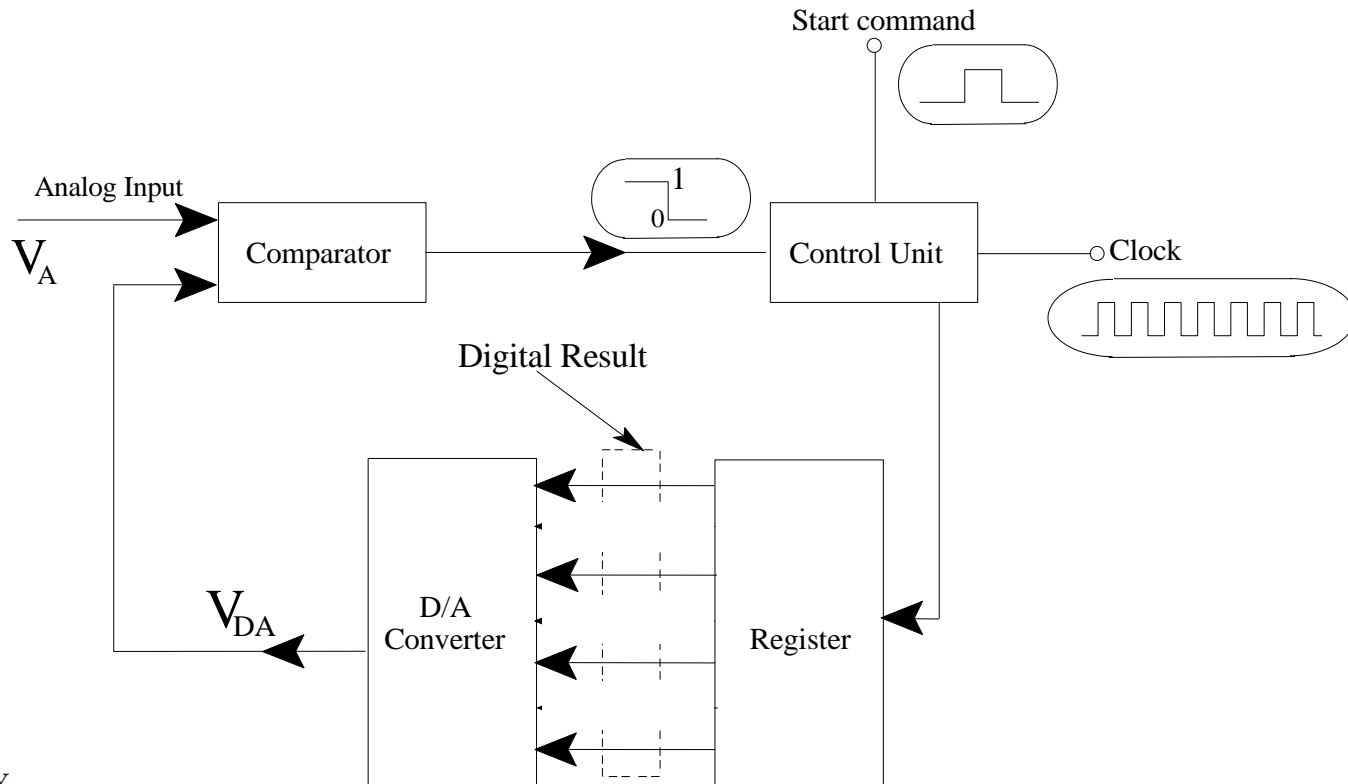 Start command
Analog Input
V_A
Comparator
1
0
Control Unit
Clock
Digital Result
V_DA
D/A
Converter
Register